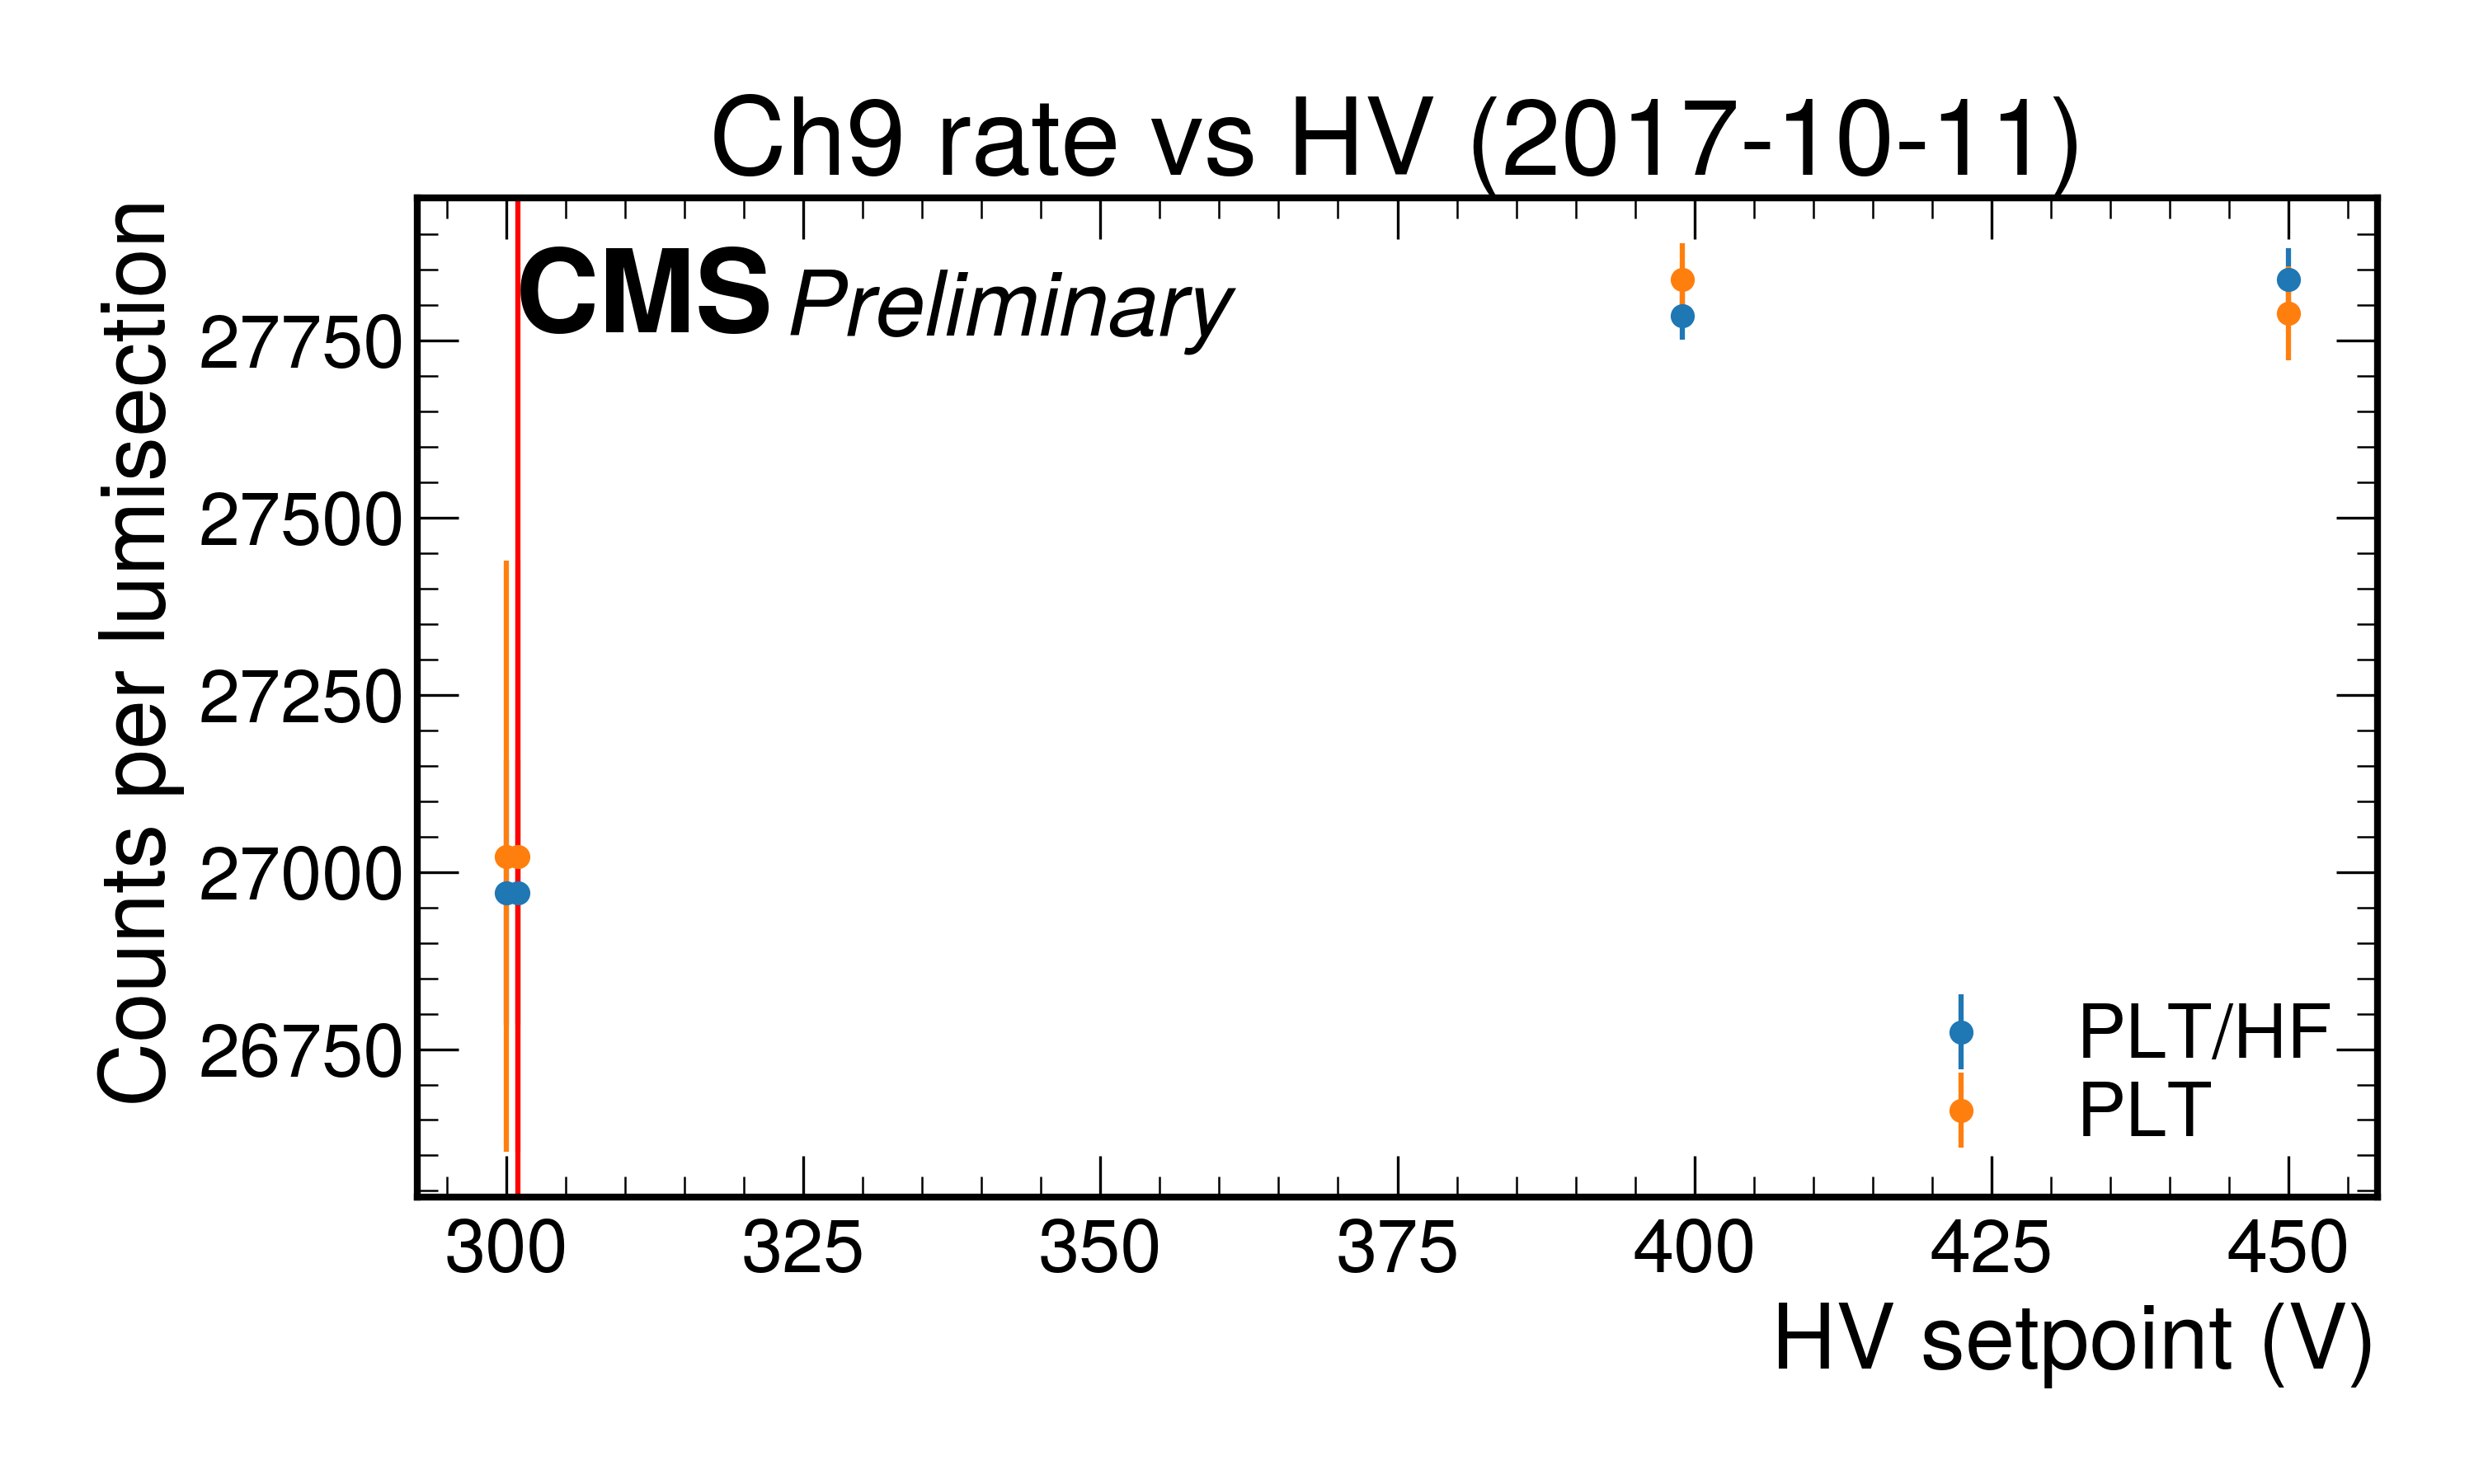 Ch9 rate vs HV (2017-10-11)
CMS Preliminary
Counts per lumisection
27750
27500
27250
27000
26750
PLT/HF
PLT
300 325 350 375 400 425 450
HV setpoint (V)